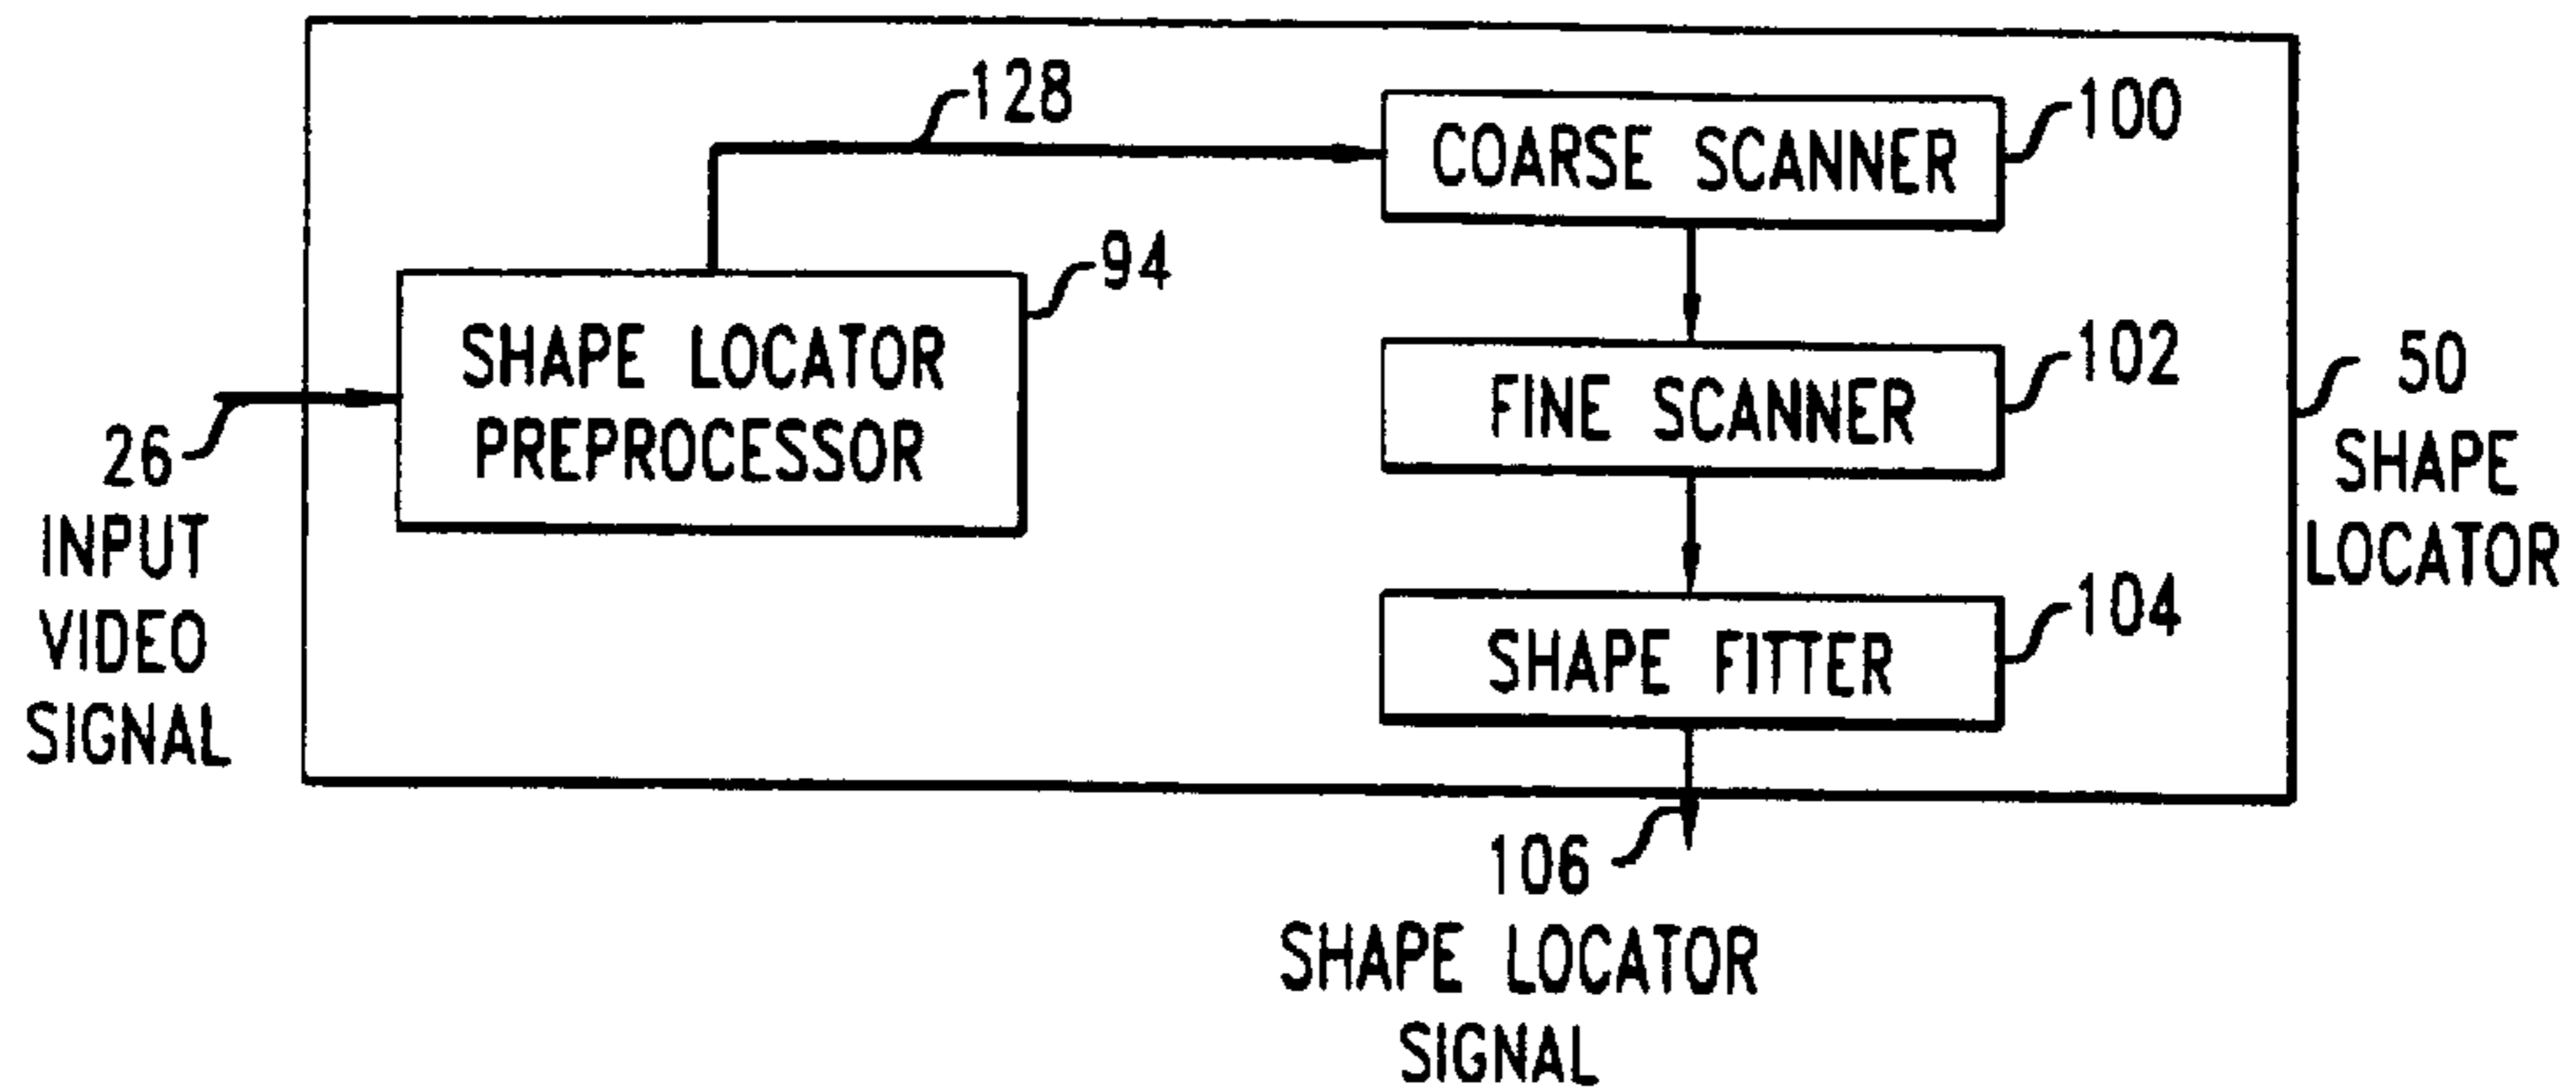 128
100
COARSE SCANNER
94
SHAPE LOCATOR
PREPROCESSOR
102
FINE SCANNER
26
INPUT
VIDEO
SIGNAL
50
SHAPE
LOCATOR
104
SHAPE FITTER
106
SHAPE LOCATOR
SIGNAL